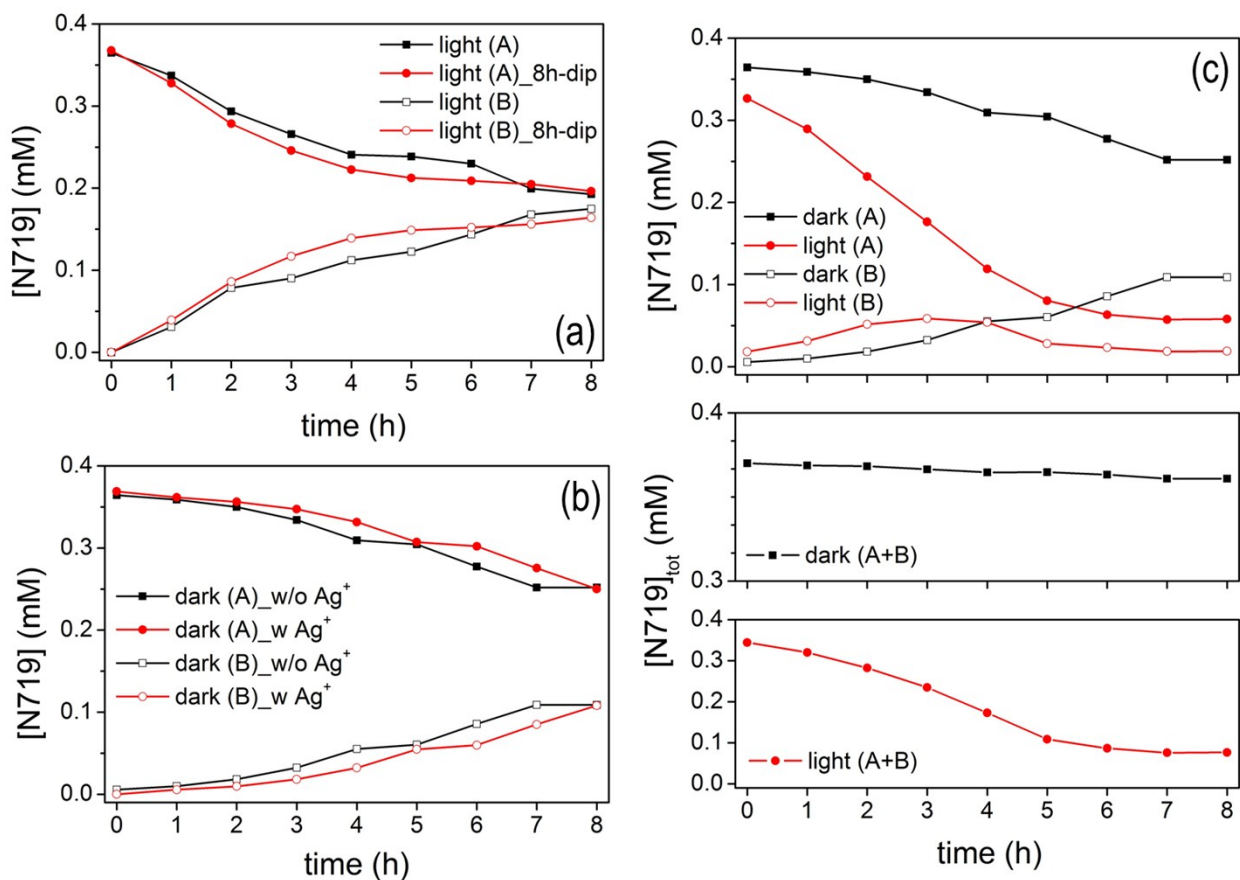 0.4
0.3
0.2
0.1
0.0
[N719] (mM)
light (A)
light (A)_8h-dip
light (B)
light (B)_8h-dip
(a)
0 1 2 3 4 5 6 7 8
time (h)
0.4
0.3
0.2
0.1
0.0
[N719] (mM)
(b)
dark (A)_w/o Ag⁺
dark (A)_w Ag⁺
dark (B)_w/o Ag⁺
dark (B)_w Ag⁺
0 1 2 3 4 5 6 7 8
time (h)
0.4
0.3
0.2
0.1
0.0
[N719] (mM)
(c)
dark (A)
light (A)
dark (B)
light (B)
0.4
0.3
[N719]tot (mM)
dark (A+B)
0.3
0.2
0.1
0.0
light (A+B)
0 1 2 3 4 5 6 7 8
time (h)